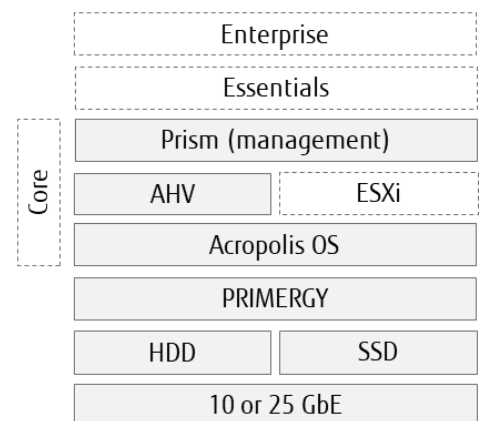 Enterprise
Essentials
Core
Prism (management)
AHV
ESXi
Acropolis OS
PRIMERGY
HDD
SSD
10 or 25 GbE